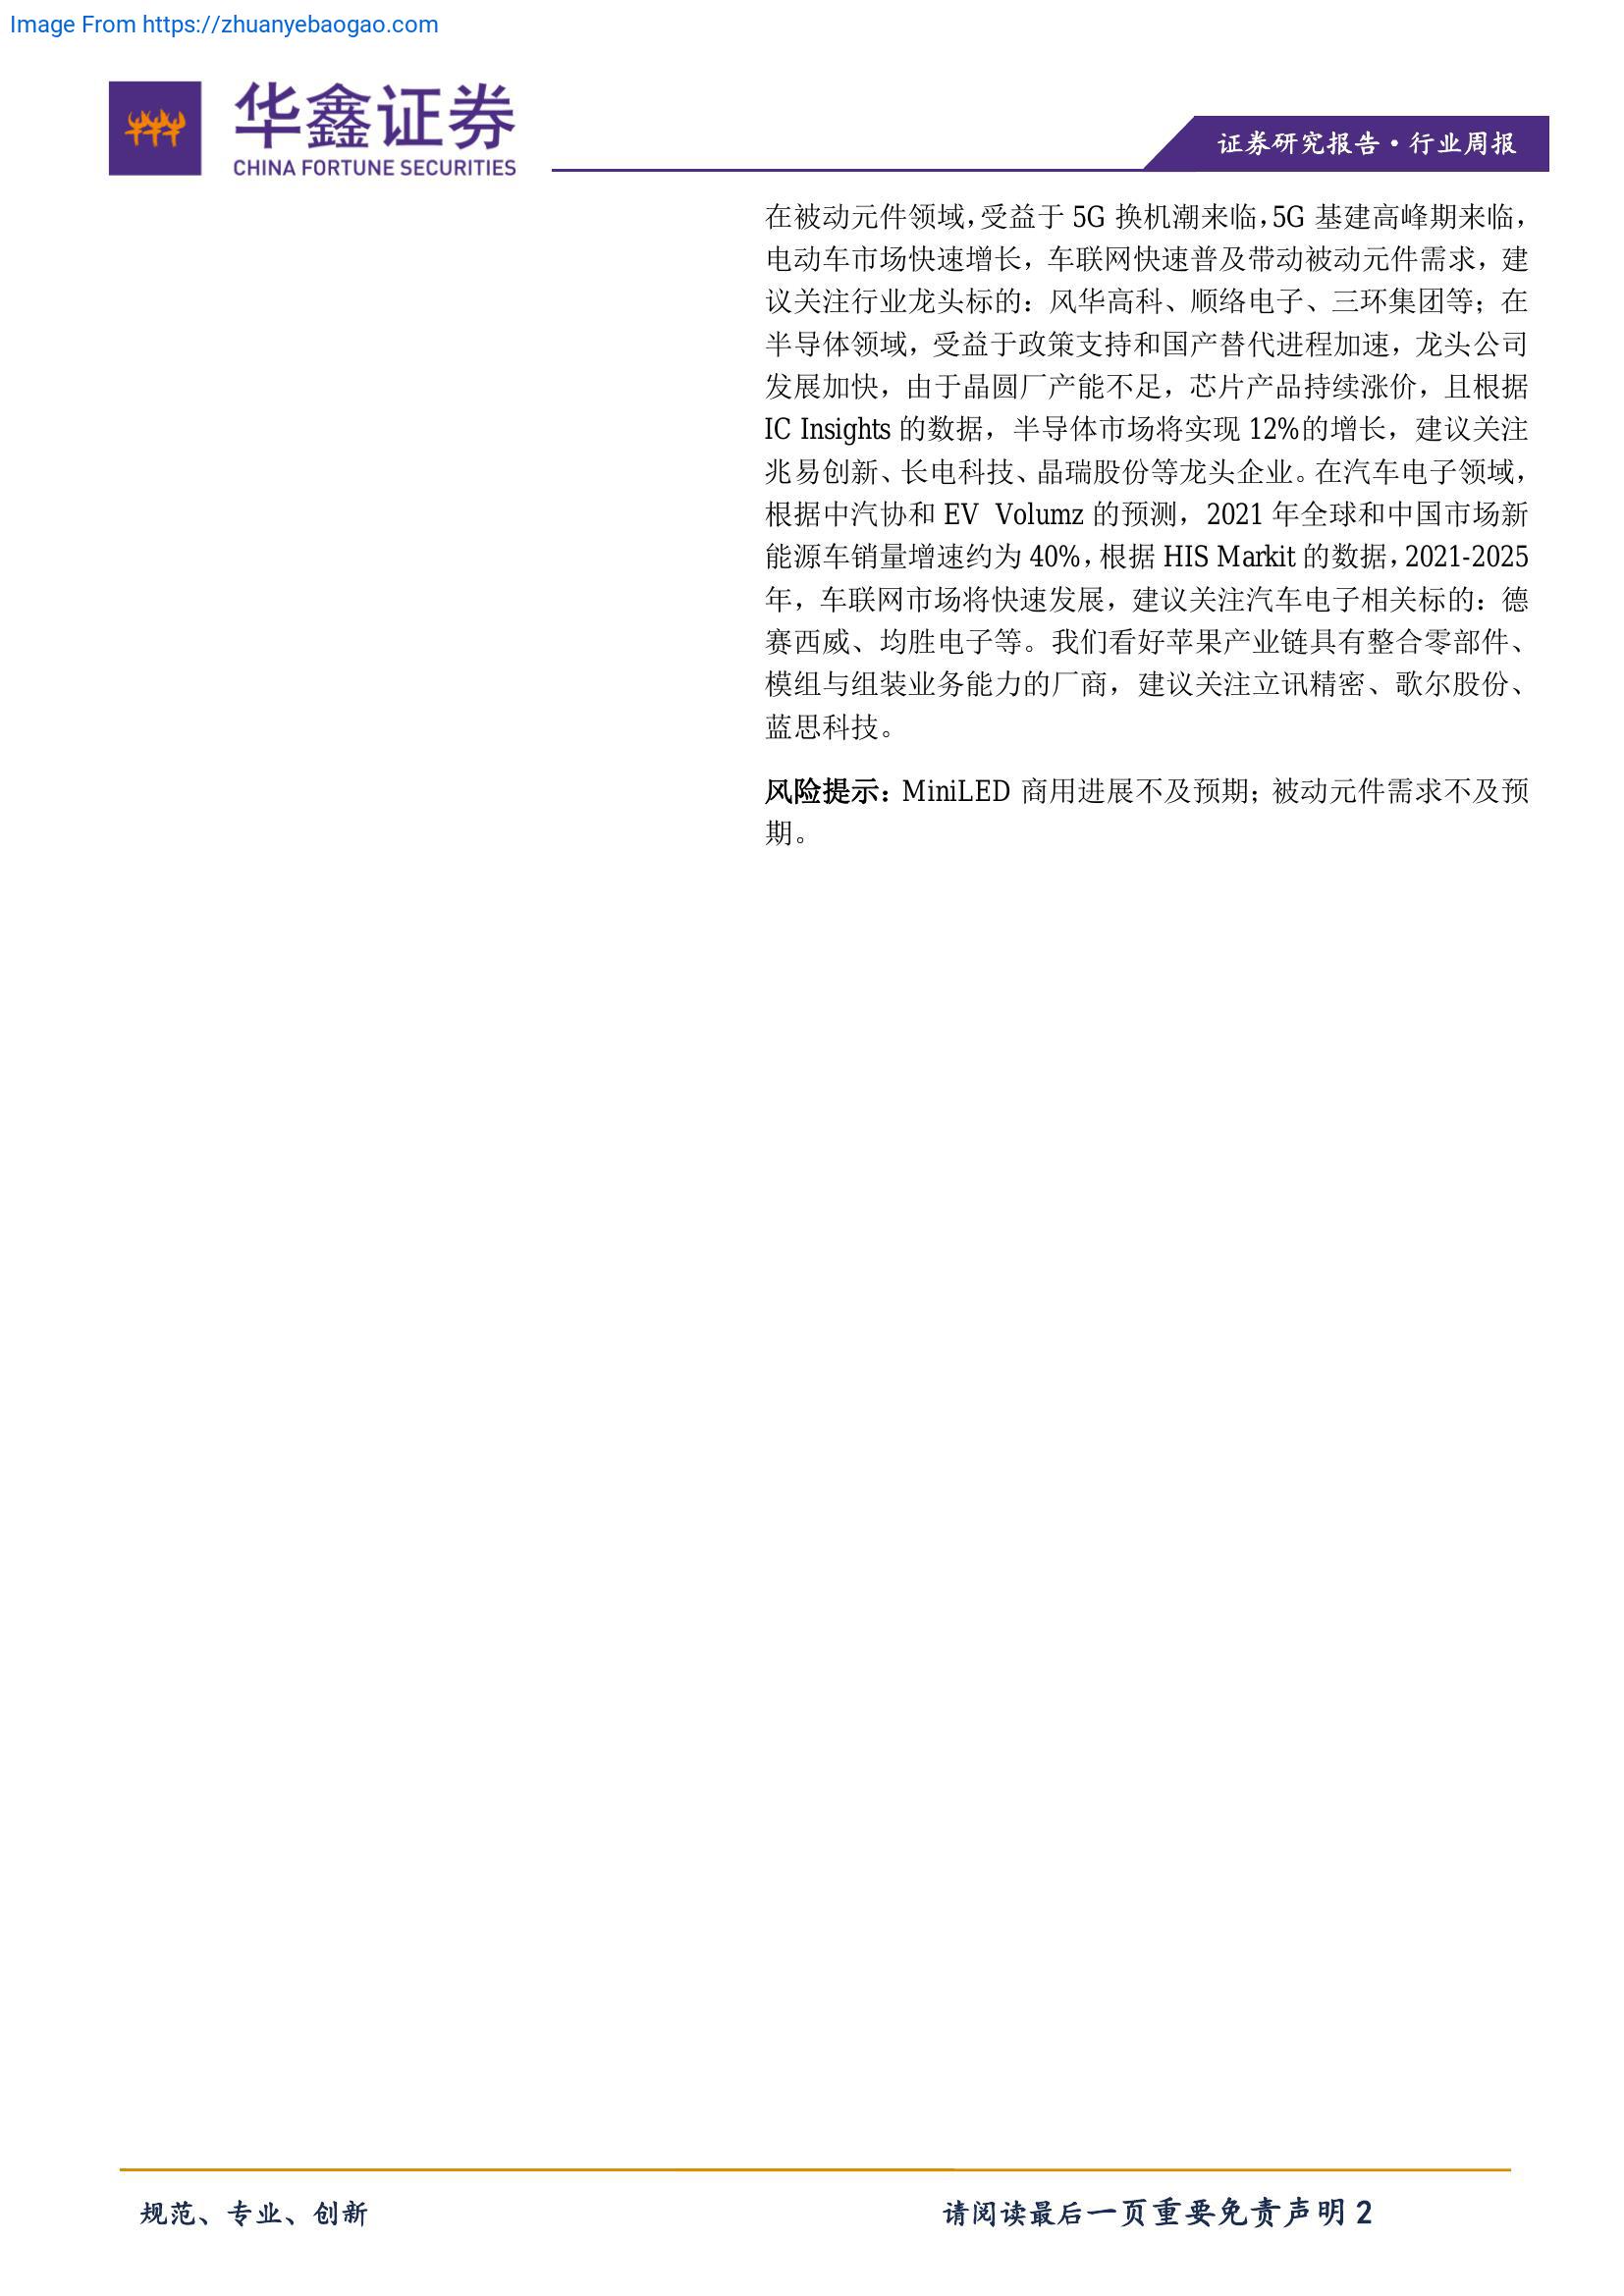 Image From https://zhuanyebaogao.com
华鑫证券
CHINA FORTUNE SECURITIES
证券研究报告·行业周报
在被动元件领域，受益于 5G 换机潮来临，5G 基建高峰期来临，
电动车市场快速增长，车联网快速普及带动被动元件需求，建
议关注行业龙头标的：风华高科、顺络电子、三环集团等；在
半导体领域，受益于政策支持和国产替代进程加速，龙头公司
发展加快，由于晶圆厂产能不足，芯片产品持续涨价，且根据
IC Insights 的数据，半导体市场将实现 12%的增长，建议关注
兆易创新、长电科技、晶瑞股份等龙头企业。在汽车电子领域，
根据中汽协和 EV Volumz 的预测，2021 年全球和中国市场新
能源车销量增速约为 40%，根据 HIS Markit 的数据，2021-2025
年，车联网市场将快速发展，建议关注汽车电子相关标的：德
赛西威、均胜电子等。我们看好苹果产业链具有整合零部件、
模组与组装业务能力的厂商，建议关注立讯精密、歌尔股份、
蓝思科技。
风险提示：MiniLED 商用进展不及预期；被动元件需求不及预
期。
规范、专业、创新
请阅读最后一页重要免责声明 2